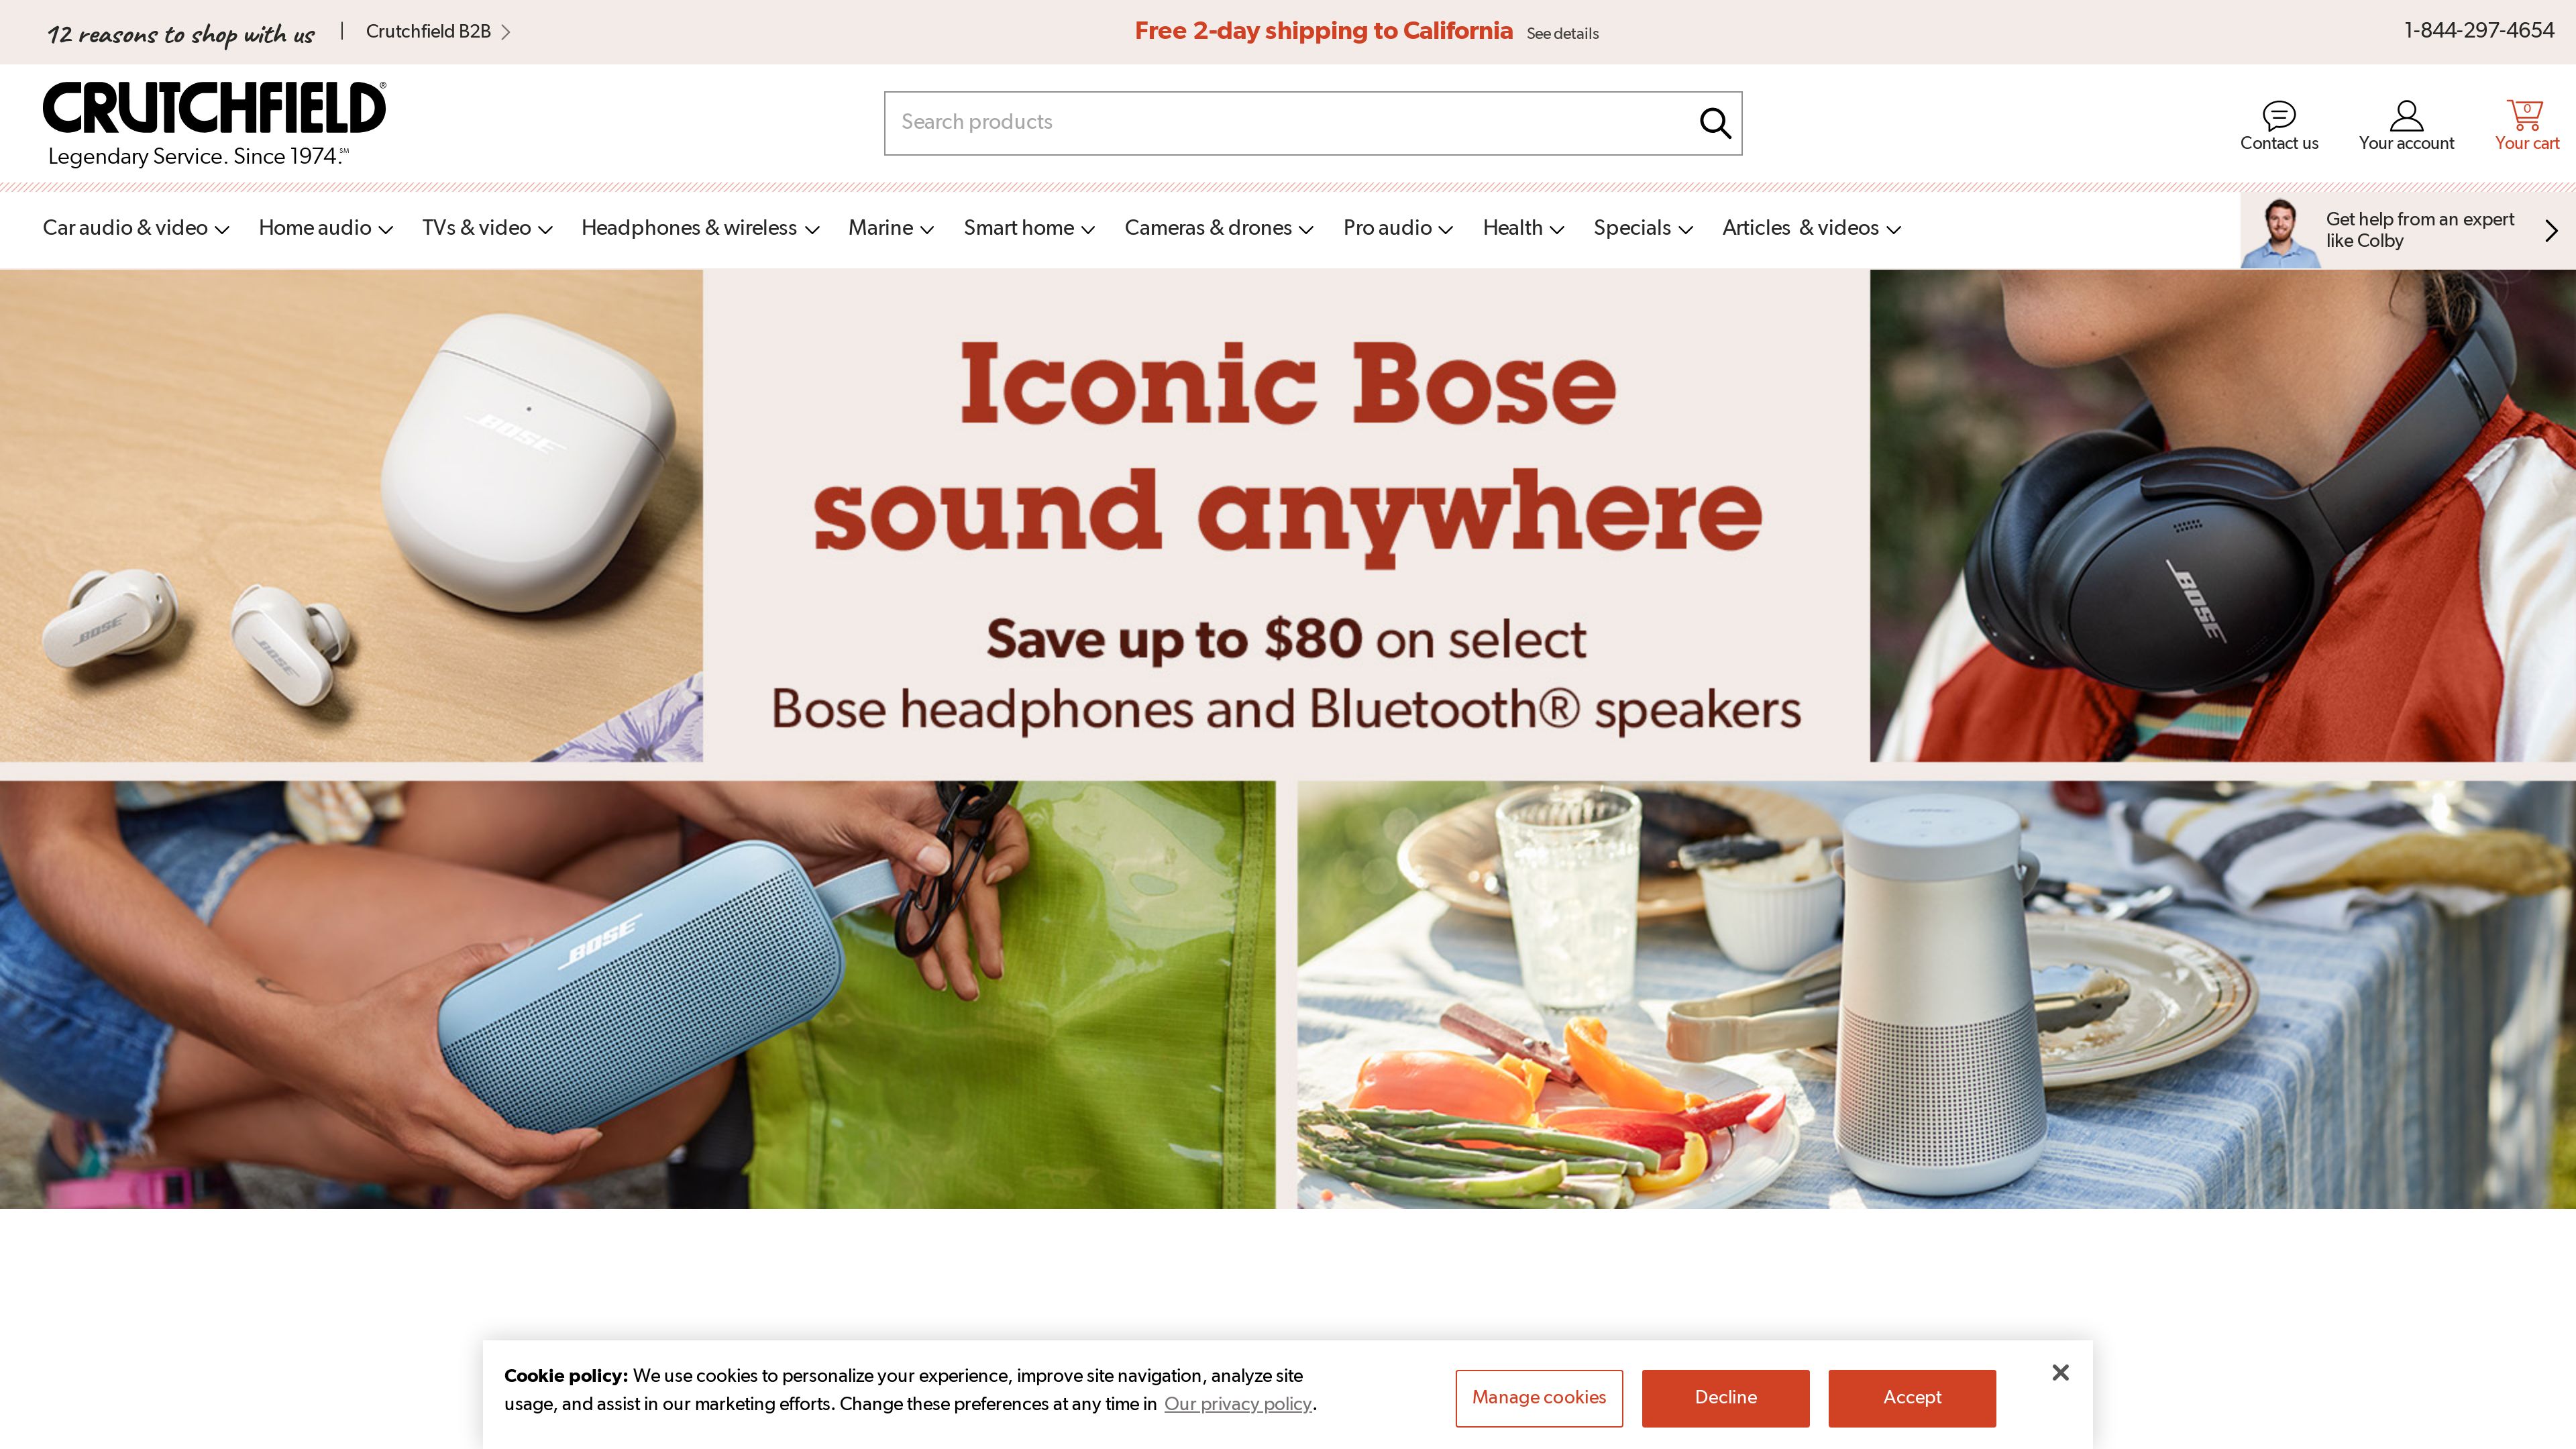 12 reasons to shop with us | Crutchfield B2B
Free 2-day shipping to California See details
1-844-297-4654
CRUTCHFIELD®
Legendary Service. Since 1974.℠
Search products
Contact us
Your account
0
Your cart
Car audio & video
Home audio
TVs & video
Headphones & wireless
Marine
Smart home
Cameras & drones
Pro audio
Health
Specials
Articles & videos
Get help from an expert
like Colby
BOSE
BOSE
BOSE
Iconic Bose
sound anywhere
Save up to $80 on select
Bose headphones and Bluetooth® speakers
BOSE
BOSE
Cookie policy: We use cookies to personalize your experience, improve site navigation, analyze site
usage, and assist in our marketing efforts. Change these preferences at any time in Our privacy policy.
Manage cookies
Decline
Accept